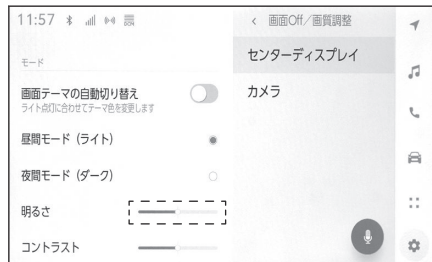 11:57
< 画面Off/画質調整
モード
センターディスプレイ
画面テーマの自動切り替え
ライト点灯に合わせてテーマ色を変更します
カメラ
昼間モード（ライト）
夜間モード（ダーク）
明るさ
コントラスト